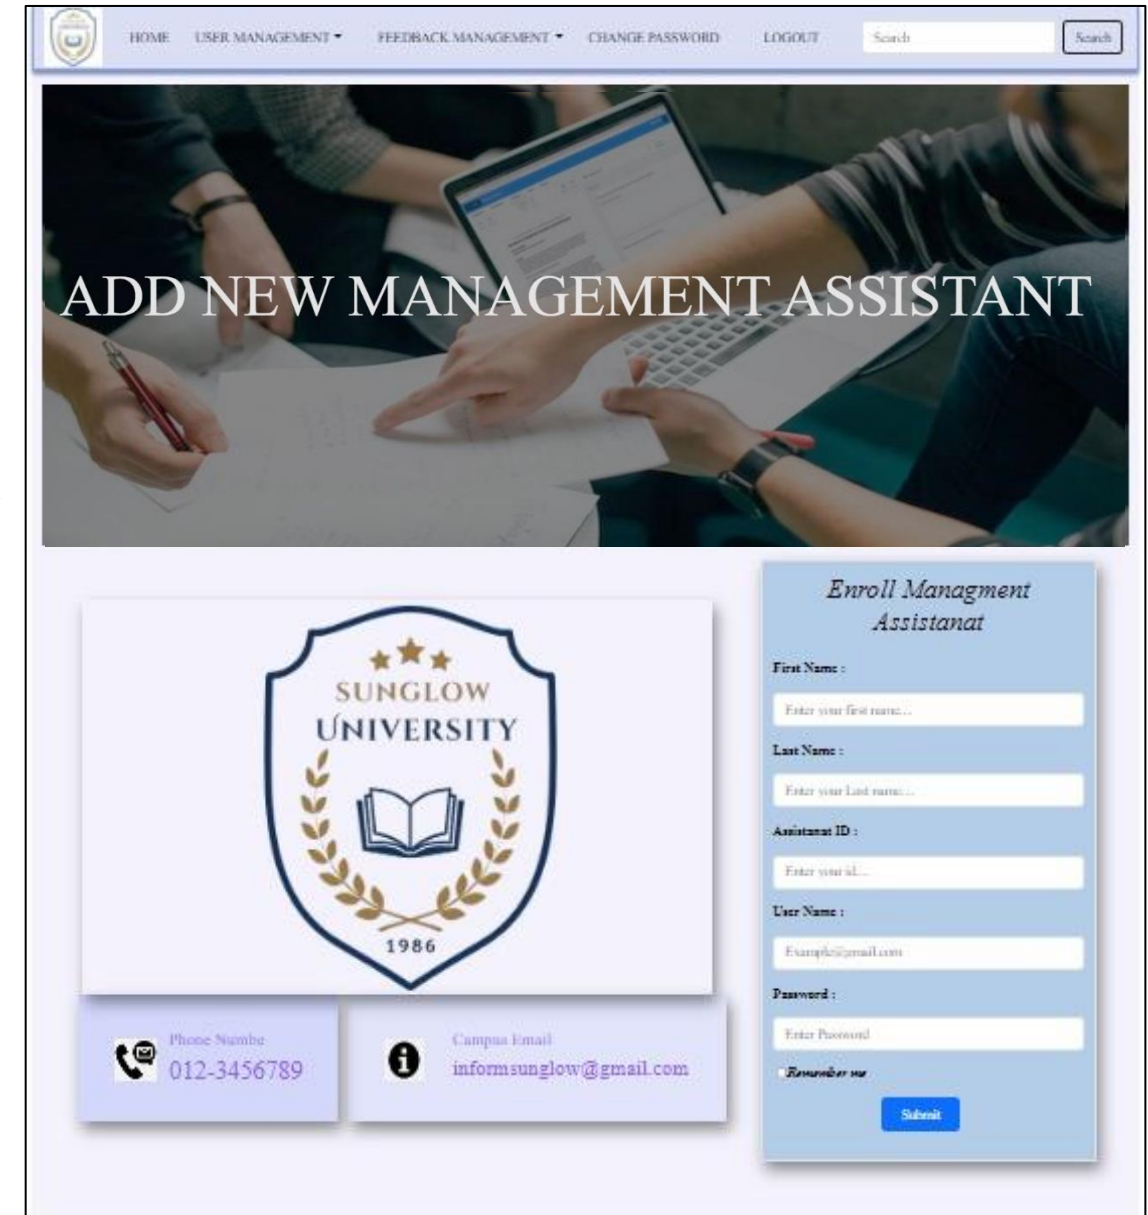 HOME USER MANAGEMENT FEEDBACK MANAGEMENT CHANGE PASSWORD LOGOUT Search Search
ADD NEW MANAGEMENT ASSISTANT
SUNGLOW
UNIVERSITY
1986
Phone Numbe
012-3456789
Campus Email
informsunglow@gmail.com
Enroll Managment
Assistanat
First Name :
Enter your first name...
Last Name :
Enter your Last name...
Assistanat ID :
Enter your id...
User Name :
Example@gmail.com
Password :
Enter Password
Remember me
Submit